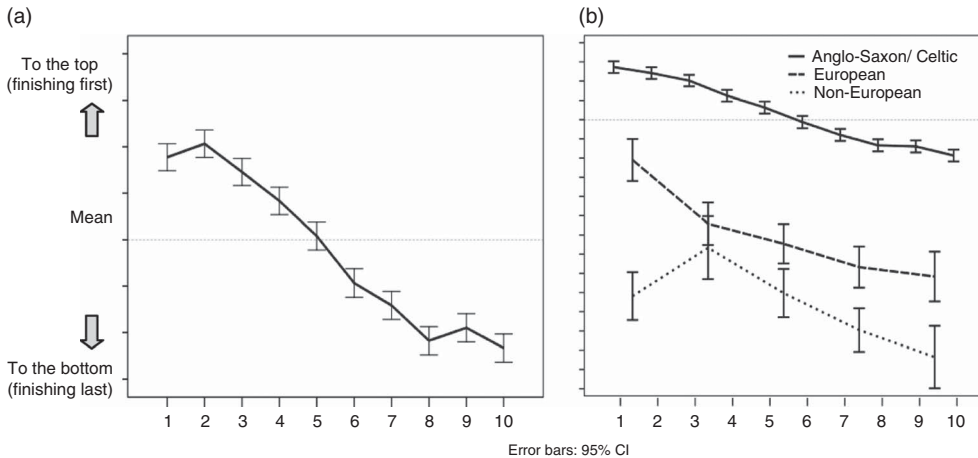 (a)
To the top
(finishing first)
Mean
To the bottom
(finishing last)
1 2 3 4 5 6 7 8 9 10
(b)
Anglo-Saxon/ Celtic
European
Non-European
1 2 3 4 5 6 7 8 9 10
Error bars: 95% CI